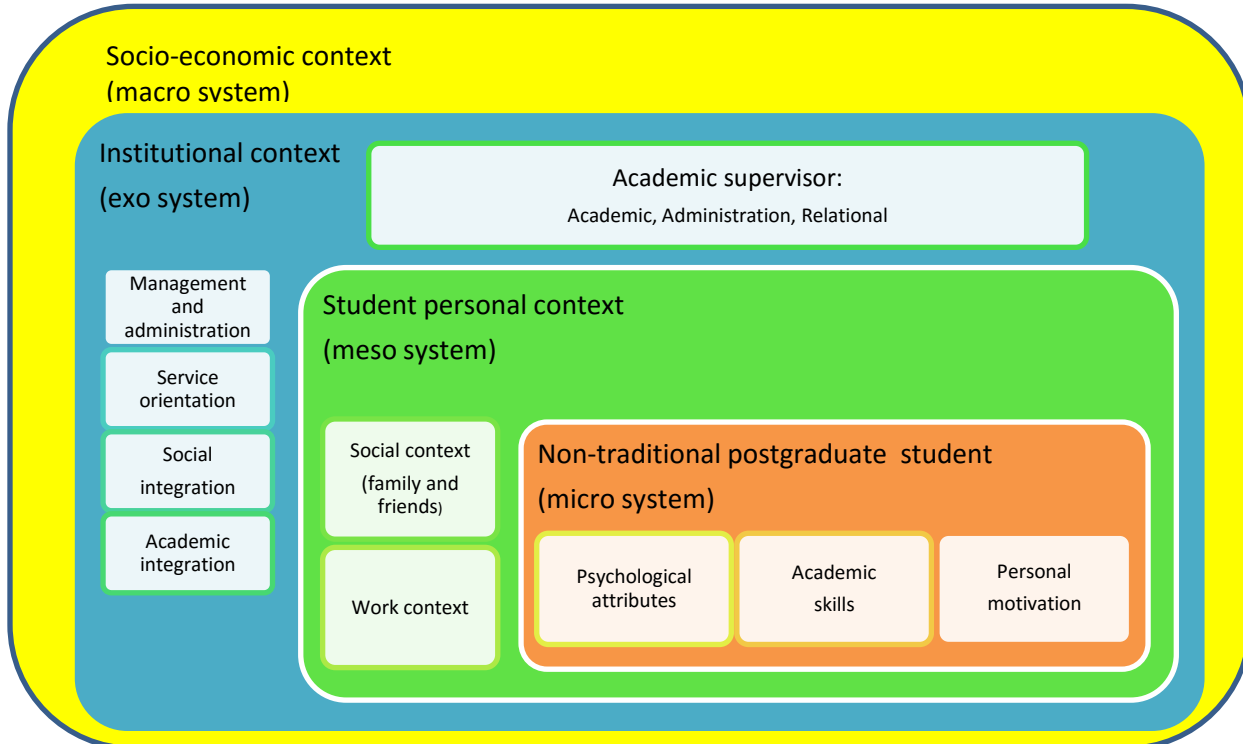 Socio-economic context
(macro system)
Institutional context
(exo system)
Academic supervisor:
Academic, Administration, Relational
Management
and
administration
Service
orientation
Social
integration
Academic
integration
Student personal context
(meso system)
Social context
(family and
friends)
Work context
Non-traditional postgraduate student
(micro system)
Psychological
attributes
Academic
skills
Personal
motivation